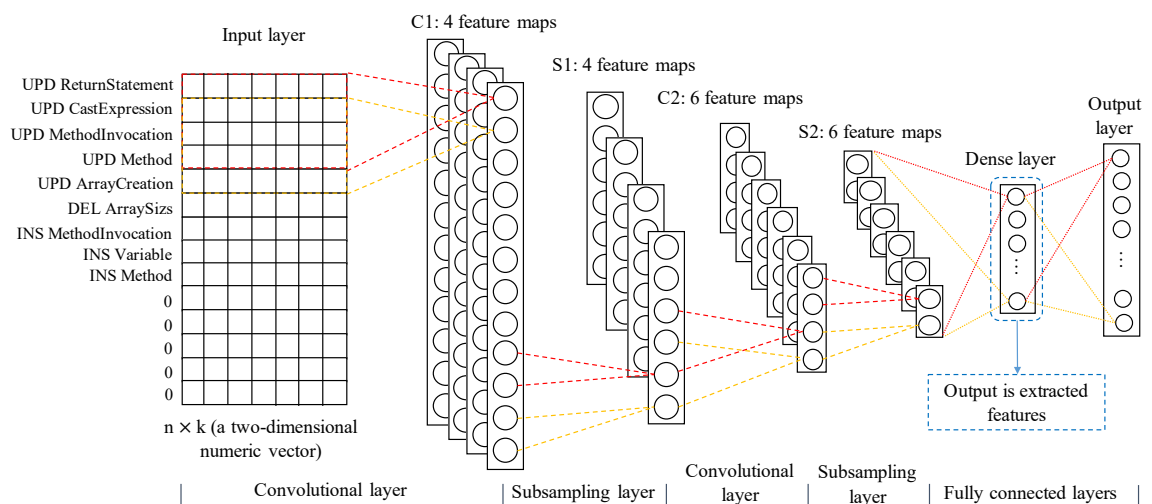 Input layer
C1: 4 feature maps
S1: 4 feature maps
C2: 6 feature maps
S2: 6 feature maps
Output
layer
Dense layer
UPD ReturnStatement
UPD CastExpression
UPD MethodInvocation
UPD Method
UPD ArrayCreation
DEL ArraySizs
INS MethodInvocation
INS Variable
INS Method
0
0
0
0
0
...
...
n × k (a two-dimensional
numeric vector)
Output is extracted
features
Convolutional layer
Subsampling layer
Convolutional
layer
Subsampling
layer
Fully connected layers